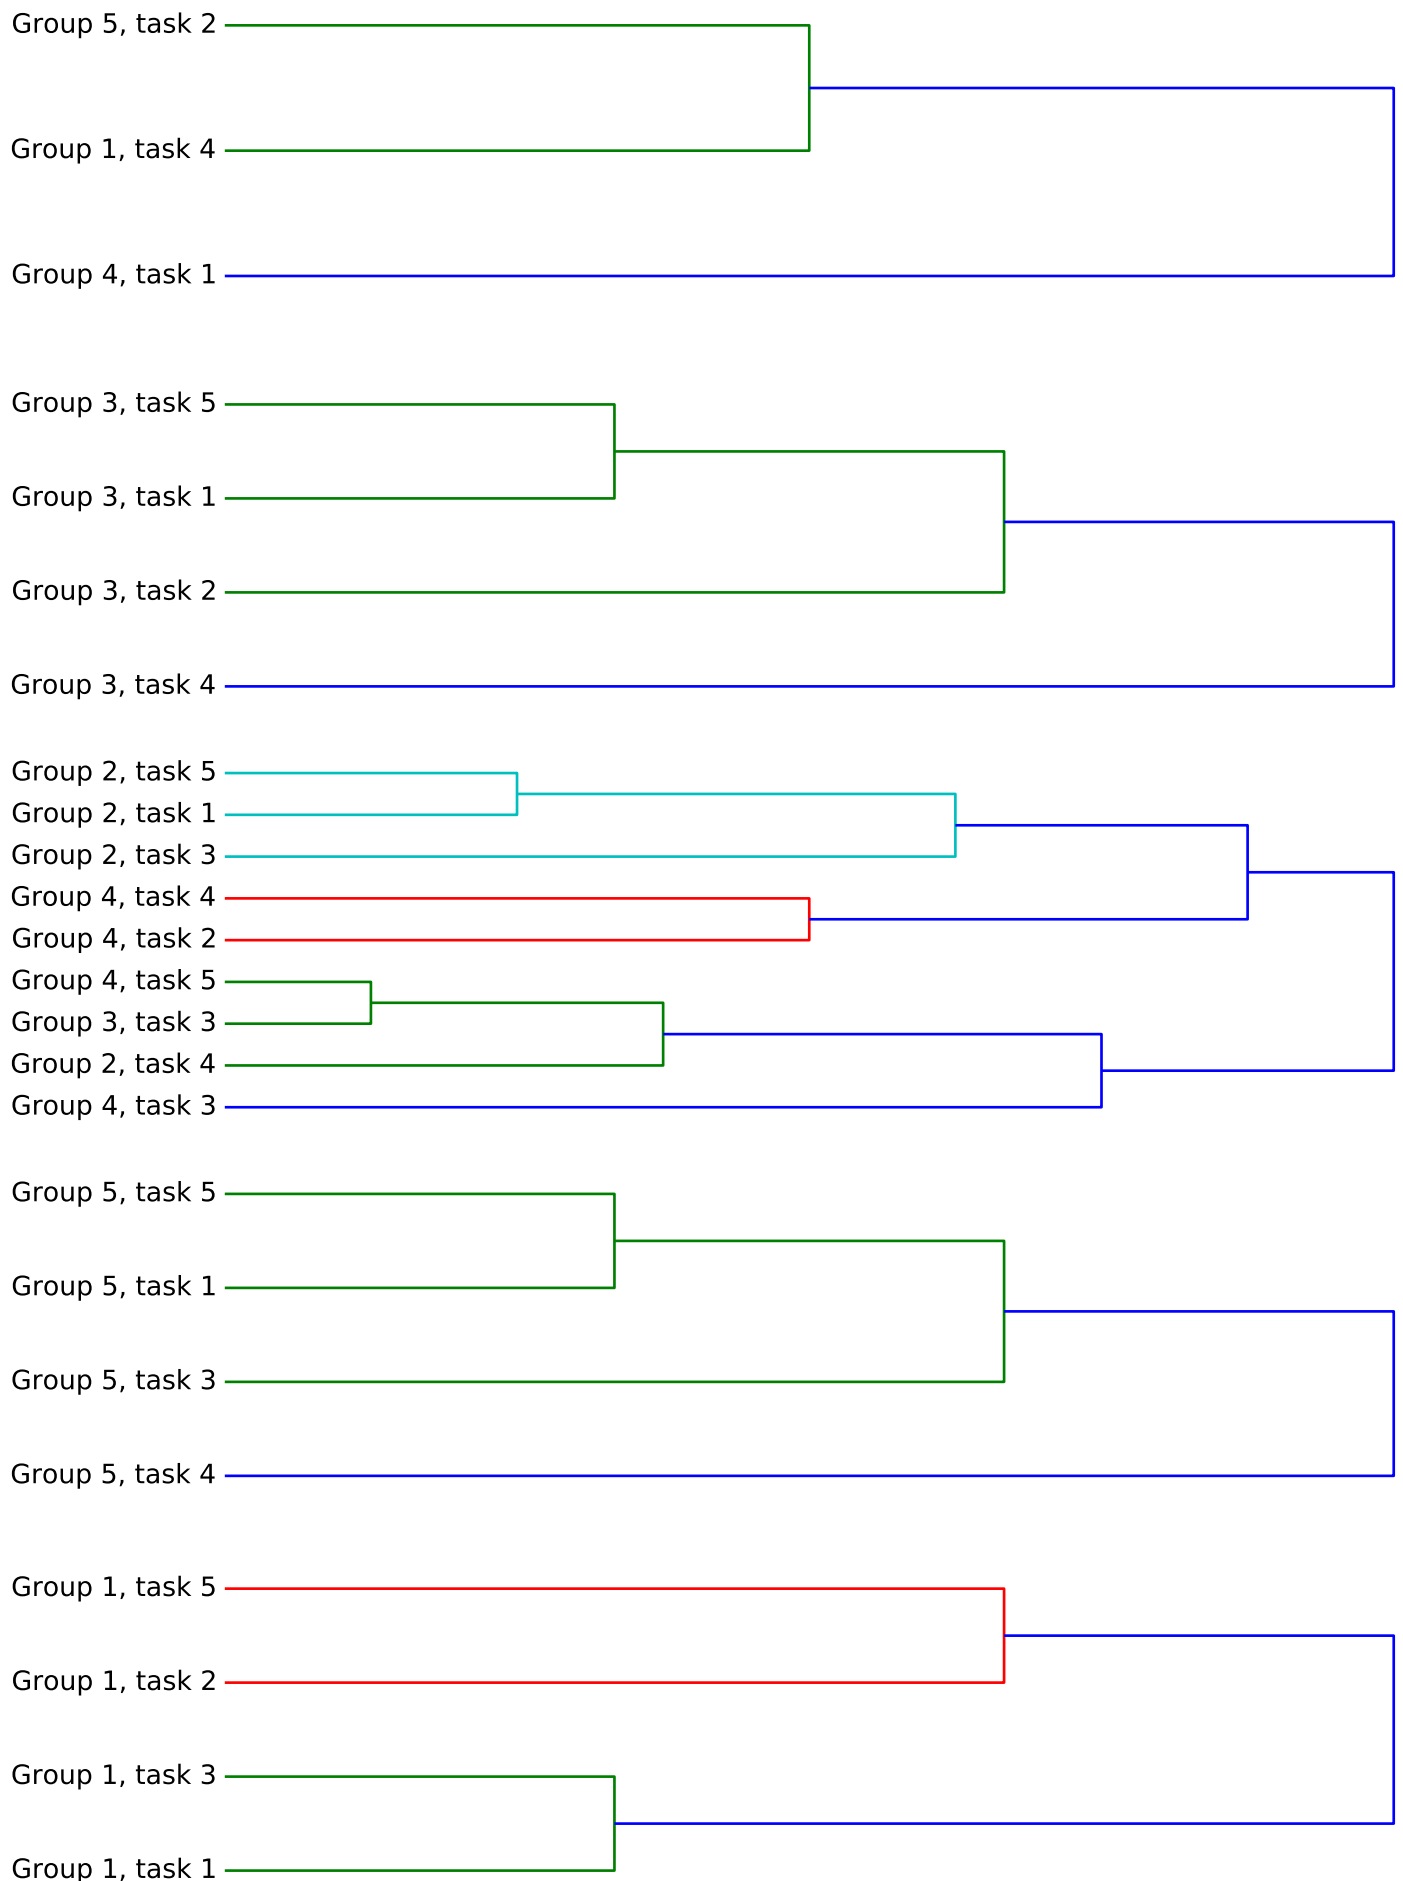 Group 5, task 2
Group 1, task 4
Group 4, task 1
Group 3, task 5
Group 3, task 1
Group 3, task 2
Group 3, task 4
Group 2, task 5
Group 2, task 1
Group 2, task 3
Group 4, task 4
Group 4, task 2
Group 4, task 5
Group 3, task 3
Group 2, task 4
Group 4, task 3
Group 5, task 5
Group 5, task 1
Group 5, task 3
Group 5, task 4
Group 1, task 5
Group 1, task 2
Group 1, task 3
Group 1, task 1